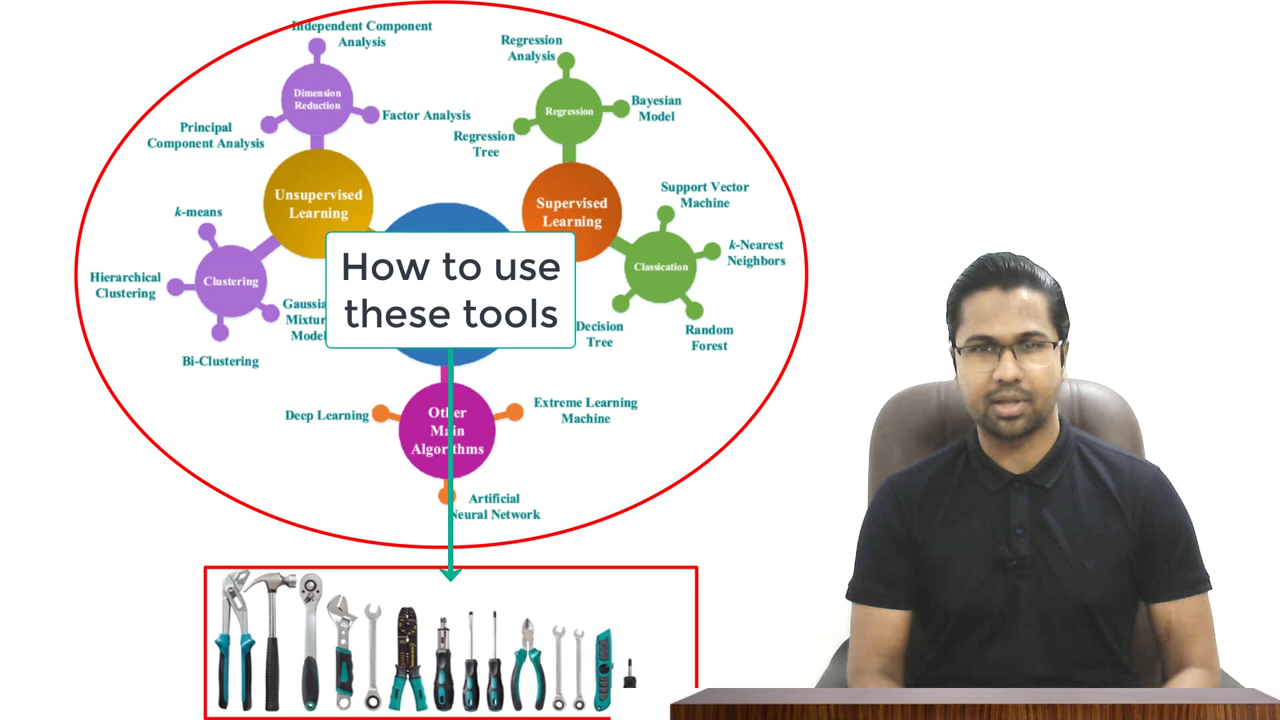 Independent Component
Analysis
Dimension
Reduction
Factor Analysis
Principal
Component Analysis
Unsupervised
Learning
k-means
Hierarchical
Clustering
Clustering
Mixtur
Model
Bi-Clustering
Regression
Analysis
Regression
Bayesian
Model
Regression
Tree
Supervised
Learning
Support Vector
Machine
k-Nearest
Neighbors
Classication
Decision
Tree
Random
Forest
How to use
these tools
Deep Learning
Other
Main
Algorithms
Extreme Learning
Machine
Artificial
Neural Network